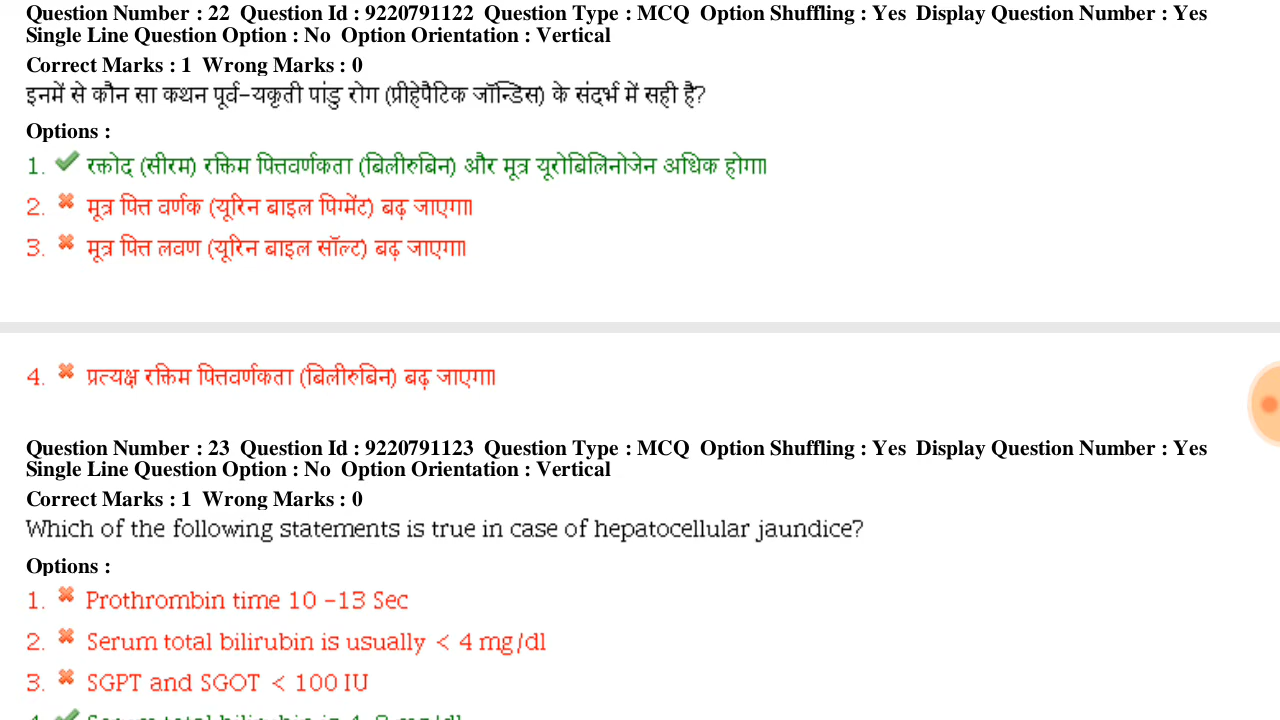 Question Number : 22 Question Id : 9220791122 Question Type : MCQ Option Shuffling : Yes Display Question Number : Yes
Single Line Question Option : No Option Orientation : Vertical
Correct Marks : 1 Wrong Marks : 0
इनमें से कौन सा कथन पूर्व-यकृती पांडु रोग (प्रीहेपैटिक जॉन्डिस) के संदर्भ में सही है?
Options :
1. रक्तोद (सीरम) रक्तिम पित्तवर्णकता (बिलीरुबिन) और मूत्र यूरोबिलिनोजेन अधिक होगा।
2. मूत्र पित्त वर्णक (यूरिन बाइल पिग्मेंट) बढ़ जाएगा।
3. मूत्र पित्त लवण (यूरिन बाइल सॉल्ट) बढ़ जाएगा।
4. प्रत्यक्ष रक्तिम पित्तवर्णकता (बिलीरुबिन) बढ़ जाएगा।
Question Number : 23 Question Id : 9220791123 Question Type : MCQ Option Shuffling : Yes Display Question Number : Yes
Single Line Question Option : No Option Orientation : Vertical
Correct Marks : 1 Wrong Marks : 0
Which of the following statements is true in case of hepatocellular jaundice?
Options :
1. Prothrombin time 10 –13 Sec
2. Serum total bilirubin is usually < 4 mg/dl
3. SGPT and SGOT < 100 IU